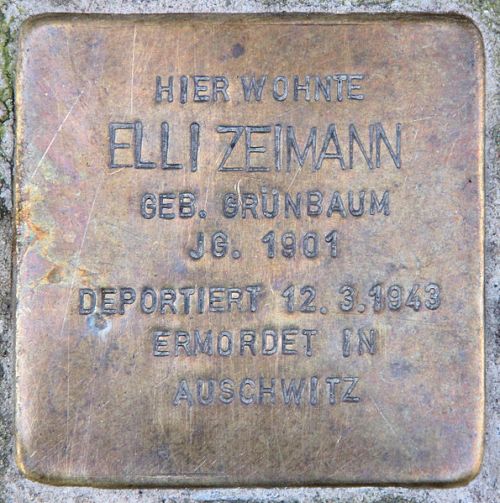 HIER WOHNTE
ELLI ZEIMANN
GEB. GRÜNBAUM
JG. 1901
DEPORTIERT 12. 3. 1943
ERMORDET IN
AUSCHWITZ